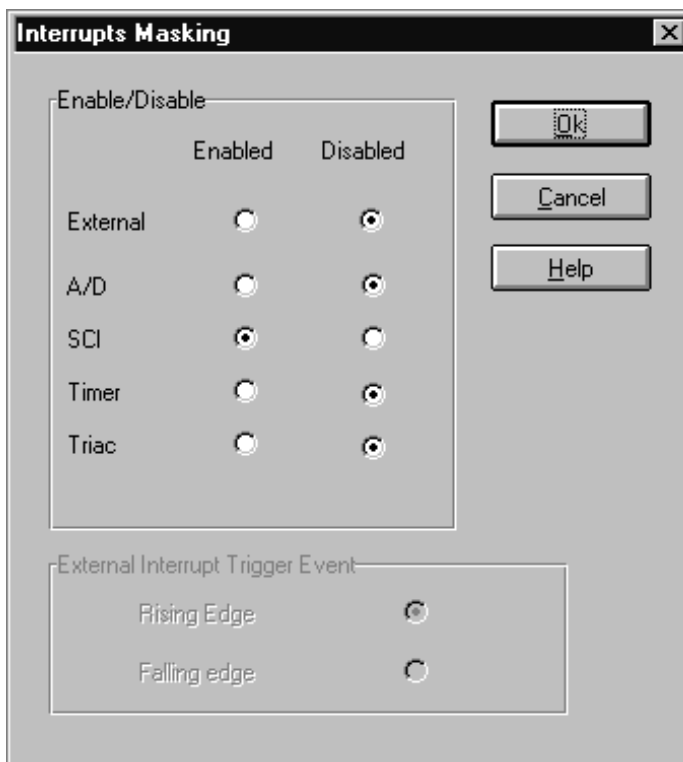 Interrupts Masking
Enable/Disable
Enabled Disabled
External
A/D
SCI
Timer
Triac
Ok
Cancel
Help
External Interrupt Trigger Event
Rising Edge
Falling edge